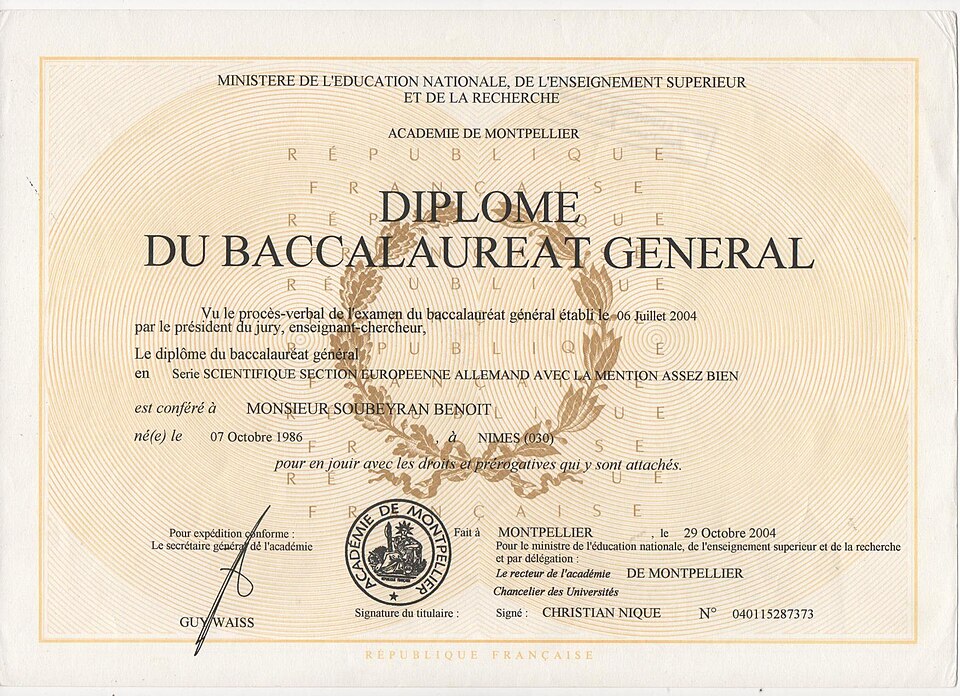 MINISTERE DE L'EDUCATION NATIONALE, DE L'ENSEIGNEMENT SUPERIEUR
ET DE LA RECHERCHE
ACADEMIE DE MONTPELLIER
RÉPUBLIQUE
FRANÇAISE
DIPLOME
DU BACCALAUREAT GENERAL
Vu le procès-verbal de l'examen du baccalauréat général établi le 06 Juillet 2004
par le président du jury, enseignant-chercheur,
Le diplôme du baccalauréat général
en Serie SCIENTIFIQUE SECTION EUROPEENNE ALLEMAND AVEC LA MENTION ASSEZ BIEN
est conféré à MONSIEUR SOUBEYRAN BENOIT
né(e) le 07 Octobre 1986 , à NIMES (030)
pour en jouir avec les droits et prérogatives qui y sont attachés.
FRANÇAISE
Pour expédition conforme :
Le secrétaire général de l'académie
GUY WAISS
ACADÉMIE DE MONTPELLIER
Signature du titulaire :
Fait à MONTPELLIER , le 29 Octobre 2004
Pour le ministre de l'éducation nationale, de l'enseignement superieur et de la recherche
et par délégation :
Le recteur de l'académie DE MONTPELLIER
Chancelier des Universités
Signé : CHRISTIAN NIQUE N° 040115287373
RÉPUBLIQUE FRANÇAISE